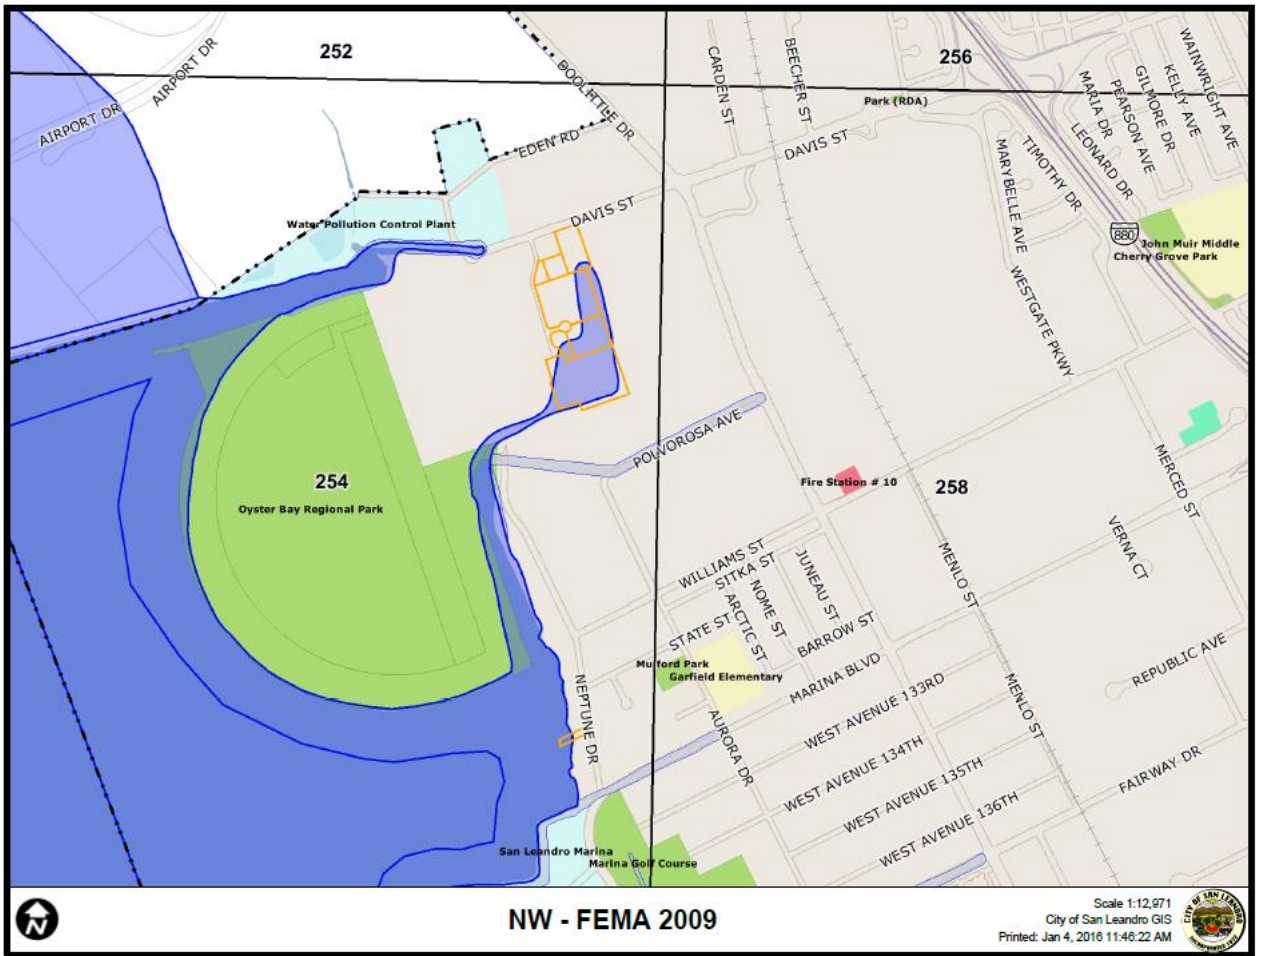 252
256
AIRPORT DR
AIRPORT DR
DOOLITTLE DR
CARDEN ST
BEECHER ST
Park (RDA)
MARIA DR
PEARSON AVE
GILMORE DR
KELLY AVE
WAINWRIGHT AVE
LEONARD DR
TIMOTHY DR
MARYBELLE AVE
EDEN RD
DAVIS ST
DAVIS ST
Water Pollution Control Plant
880
John Muir Middle
Cherry Grove Park
WESTGATE PKWY
POLVOROSA AVE
254
Oyster Bay Regional Park
Fire Station # 10
258
MERCED ST
VERNA CT
MENLO ST
WILLIAMS ST
SITKA ST
JUNEAU ST
NOME ST
ARCTIC ST
STATE ST
BARROW ST
Mulford Park
Garfield Elementary
MARINA BLVD
REPUBLIC AVE
NEPTUNE DR
AURORA DR
WEST AVENUE 133RD
MENLO ST
WEST AVENUE 134TH
WEST AVENUE 135TH
FAIRWAY DR
WEST AVENUE 136TH
San Leandro Marina
Marina Golf Course
N
NW - FEMA 2009
Scale 1:12,971
City of San Leandro GIS
Printed: Jan 4, 2016 11:46:22 AM
CITY OF SAN LEANDRO